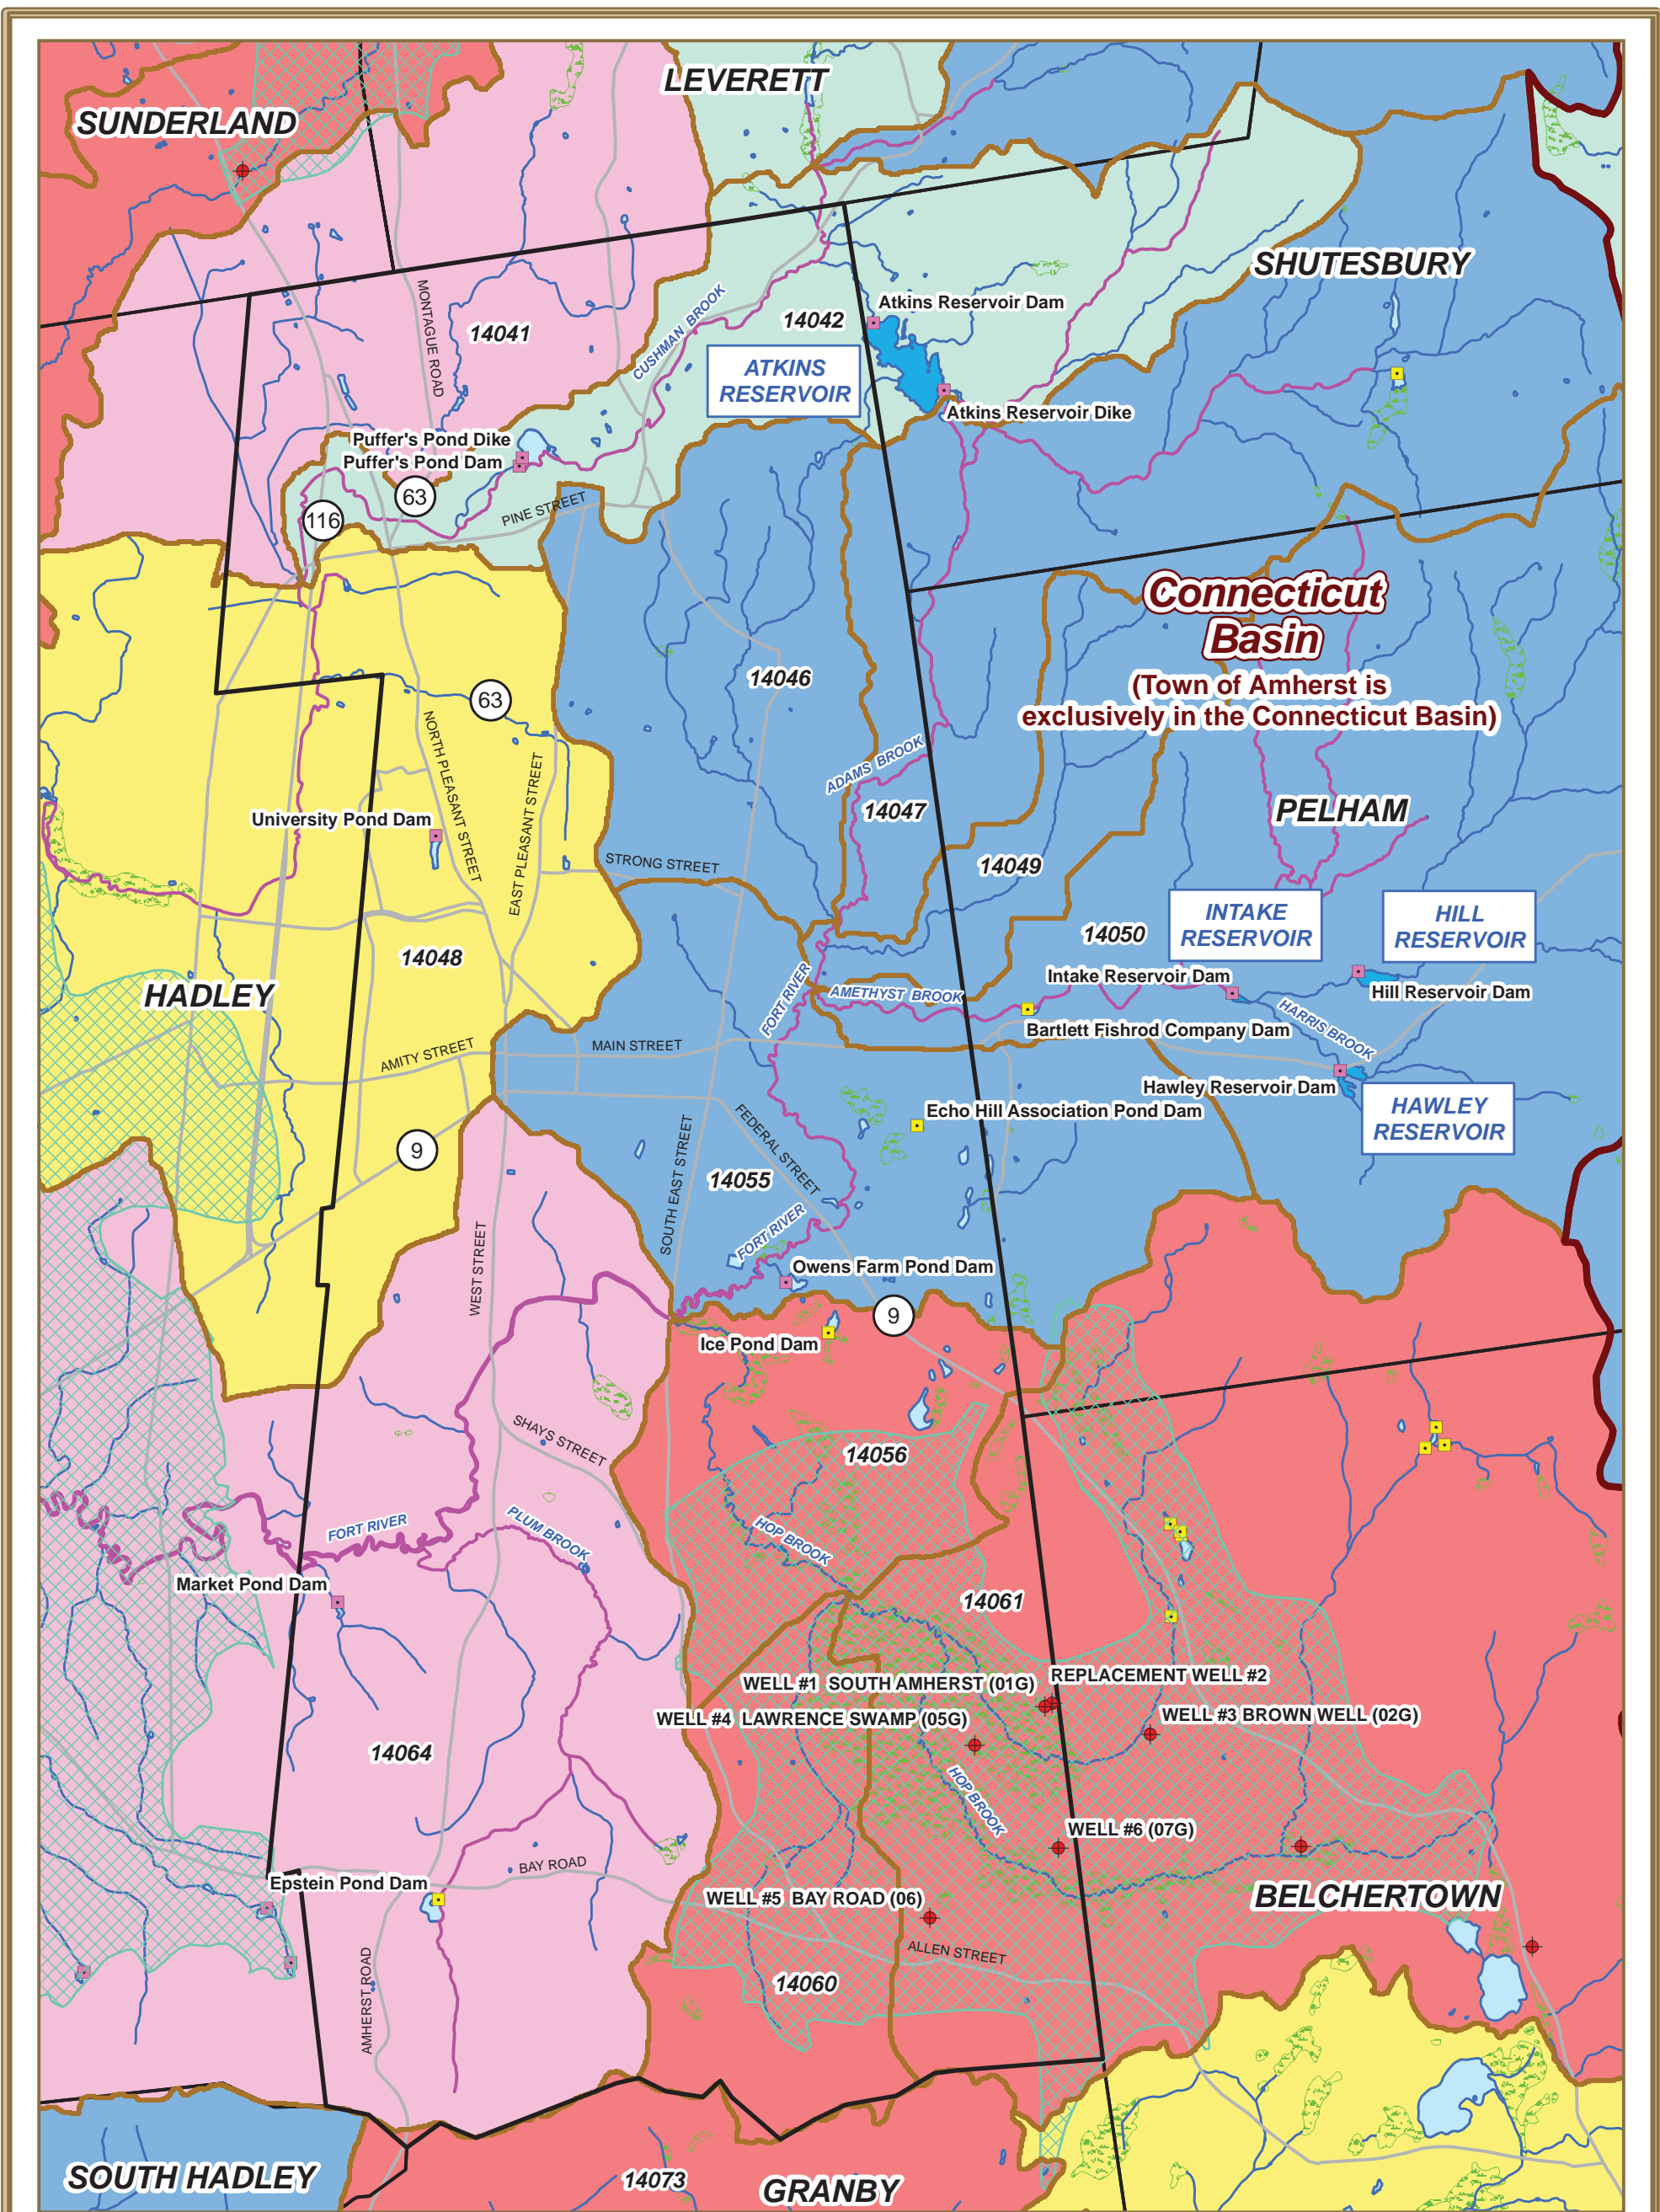 LEVERETT
SUNDERLAND
SHUTESBURY
MONTAGUE ROAD
14041
CUSHMAN BROOK
14042
Atkins Reservoir Dam
ATKINS
RESERVOIR
Atkins Reservoir Dike
Puffer's Pond Dike
Puffer's Pond Dam
63
116
PINE STREET
Connecticut
Basin
(Town of Amherst is
exclusively in the Connecticut Basin)
14046
63
NORTH PLEASANT STREET
EAST PLEASANT STREET
ADAMS BROOK
14047
PELHAM
University Pond Dam
STRONG STREET
14049
INTAKE
RESERVOIR
HILL
RESERVOIR
14050
14048
HADLEY
FORT RIVER
AMETHYST BROOK
Intake Reservoir Dam
Hill Reservoir Dam
HARRIS BROOK
Bartlett Fishrod Company Dam
AMITY STREET
MAIN STREET
Hawley Reservoir Dam
HAWLEY
RESERVOIR
Echo Hill Association Pond Dam
FEDERAL STREET
9
SOUTH EAST STREET
14055
FORT RIVER
WEST STREET
Owens Farm Pond Dam
9
Ice Pond Dam
SHAYS STREET
14056
FORT RIVER
PLUM BROOK
HOP BROOK
Market Pond Dam
14061
WELL #1 SOUTH AMHERST (01G)
REPLACEMENT WELL #2
WELL #4 LAWRENCE SWAMP (05G)
WELL #3 BROWN WELL (02G)
14064
HOP BROOK
WELL #6 (07G)
BAY ROAD
Epstein Pond Dam
WELL #5 BAY ROAD (06)
BELCHERTOWN
ALLEN STREET
AMHERST ROAD
14060
SOUTH HADLEY
14073
GRANBY